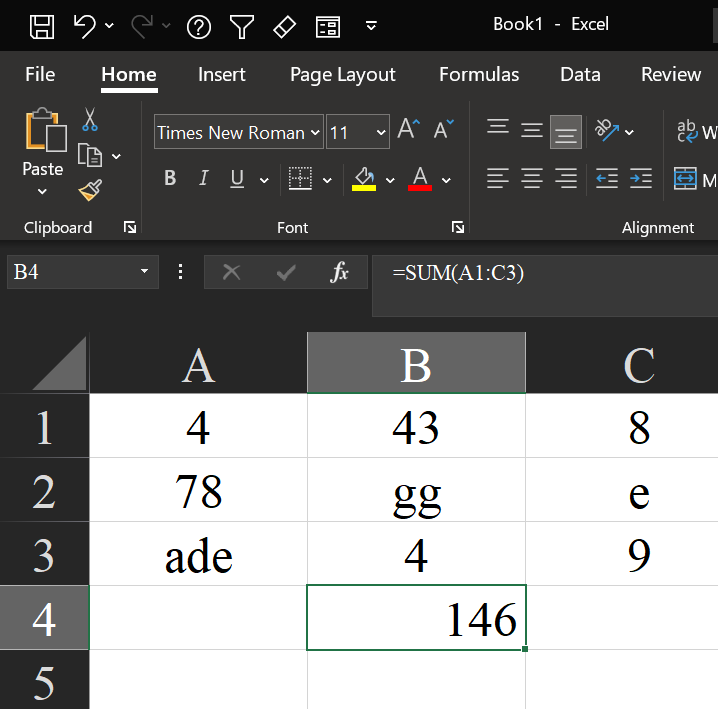 Book1 - Excel
File Home Insert Page Layout Formulas Data Review
Times New Roman 11 A A ab W
Paste B I U A M
Clipboard Font Alignment
B4 fx =SUM(A1:C3)
A B C
1 4 43 8
2 78 gg e
3 ade 4 9
4 146
5